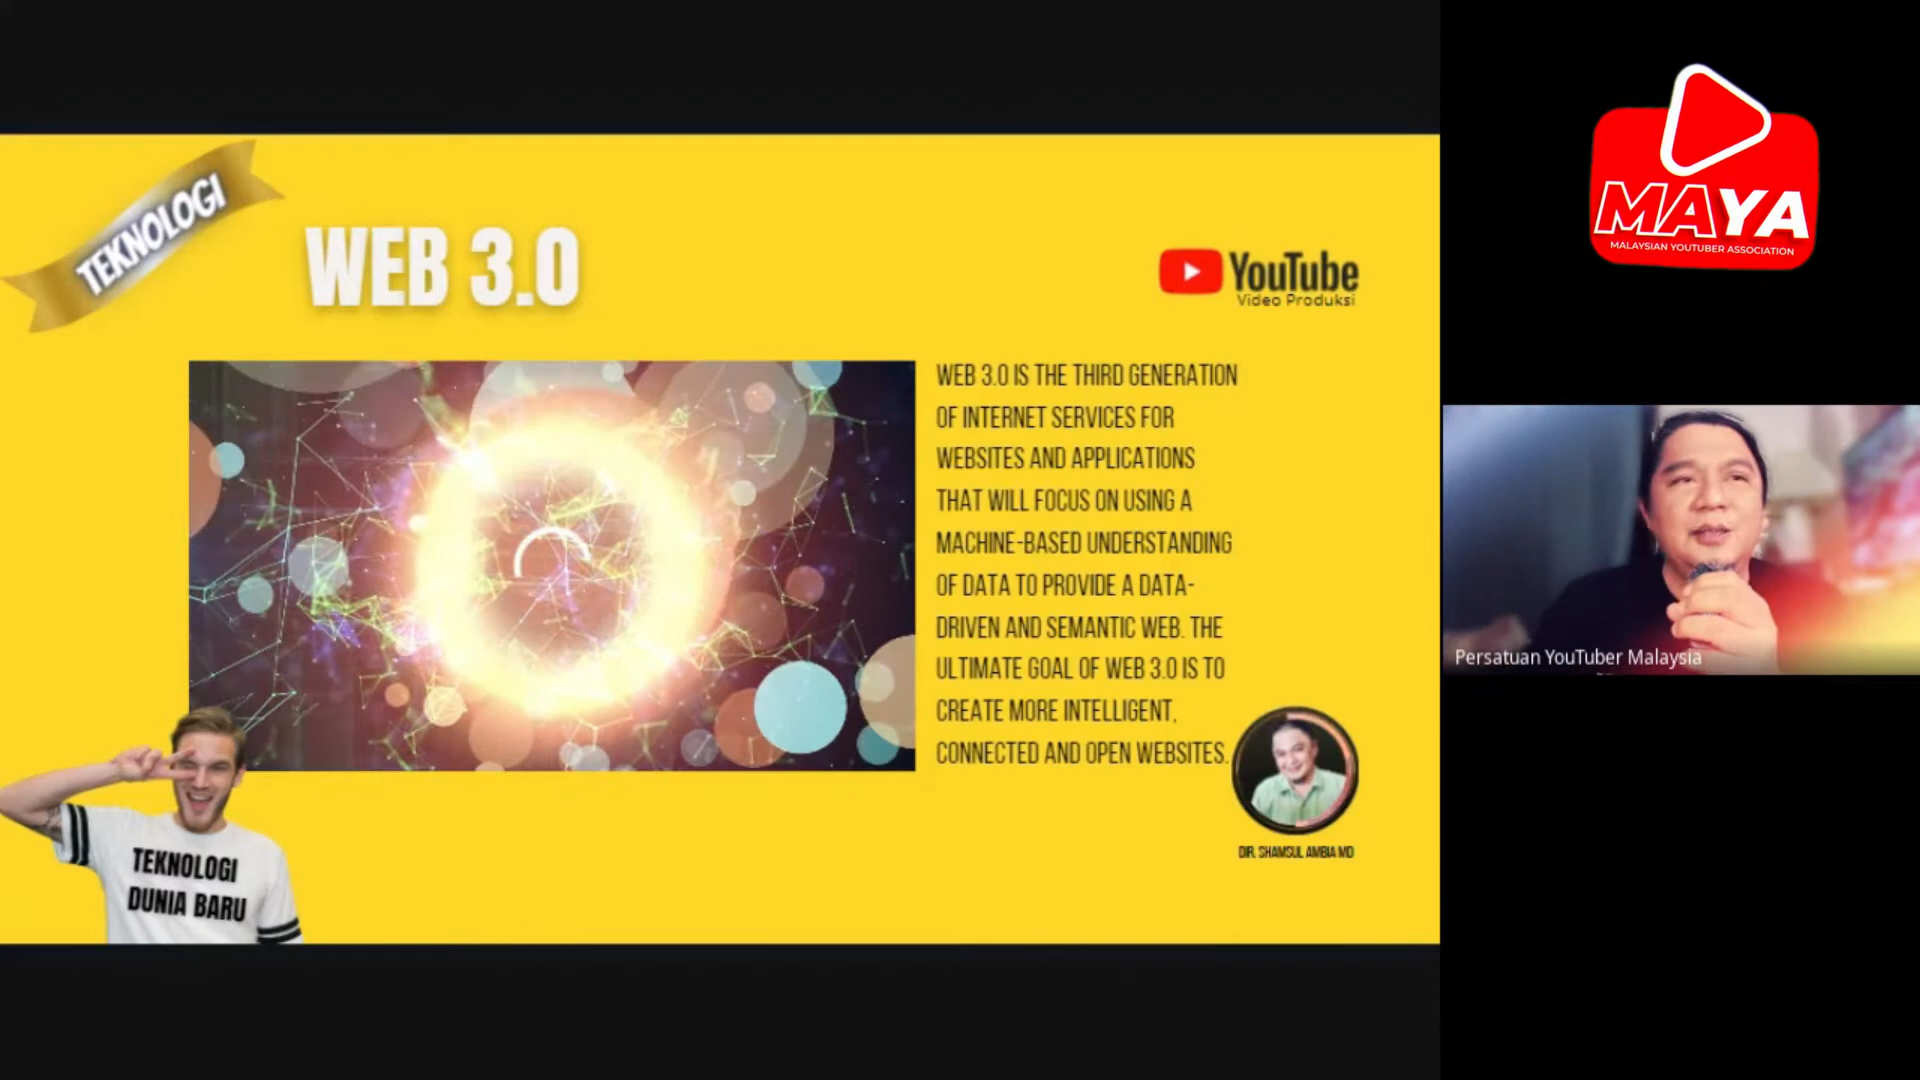 TEKNOLOGI
WEB 3.0
YouTube
Video Produksi
WEB 3.0 IS THE THIRD GENERATION
OF INTERNET SERVICES FOR
WEBSITES AND APPLICATIONS
THAT WILL FOCUS ON USING A
MACHINE-BASED UNDERSTANDING
OF DATA TO PROVIDE A DATA-
DRIVEN AND SEMANTIC WEB. THE
ULTIMATE GOAL OF WEB 3.0 IS TO
CREATE MORE INTELLIGENT,
CONNECTED AND OPEN WEBSITES.
DIR. SHAMSUL AMBIA MD
TEKNOLOGI
DUNIA BARU
MAYA
MALAYSIAN YOUTUBER ASSOCIATION
Persatuan YouTuber Malaysia